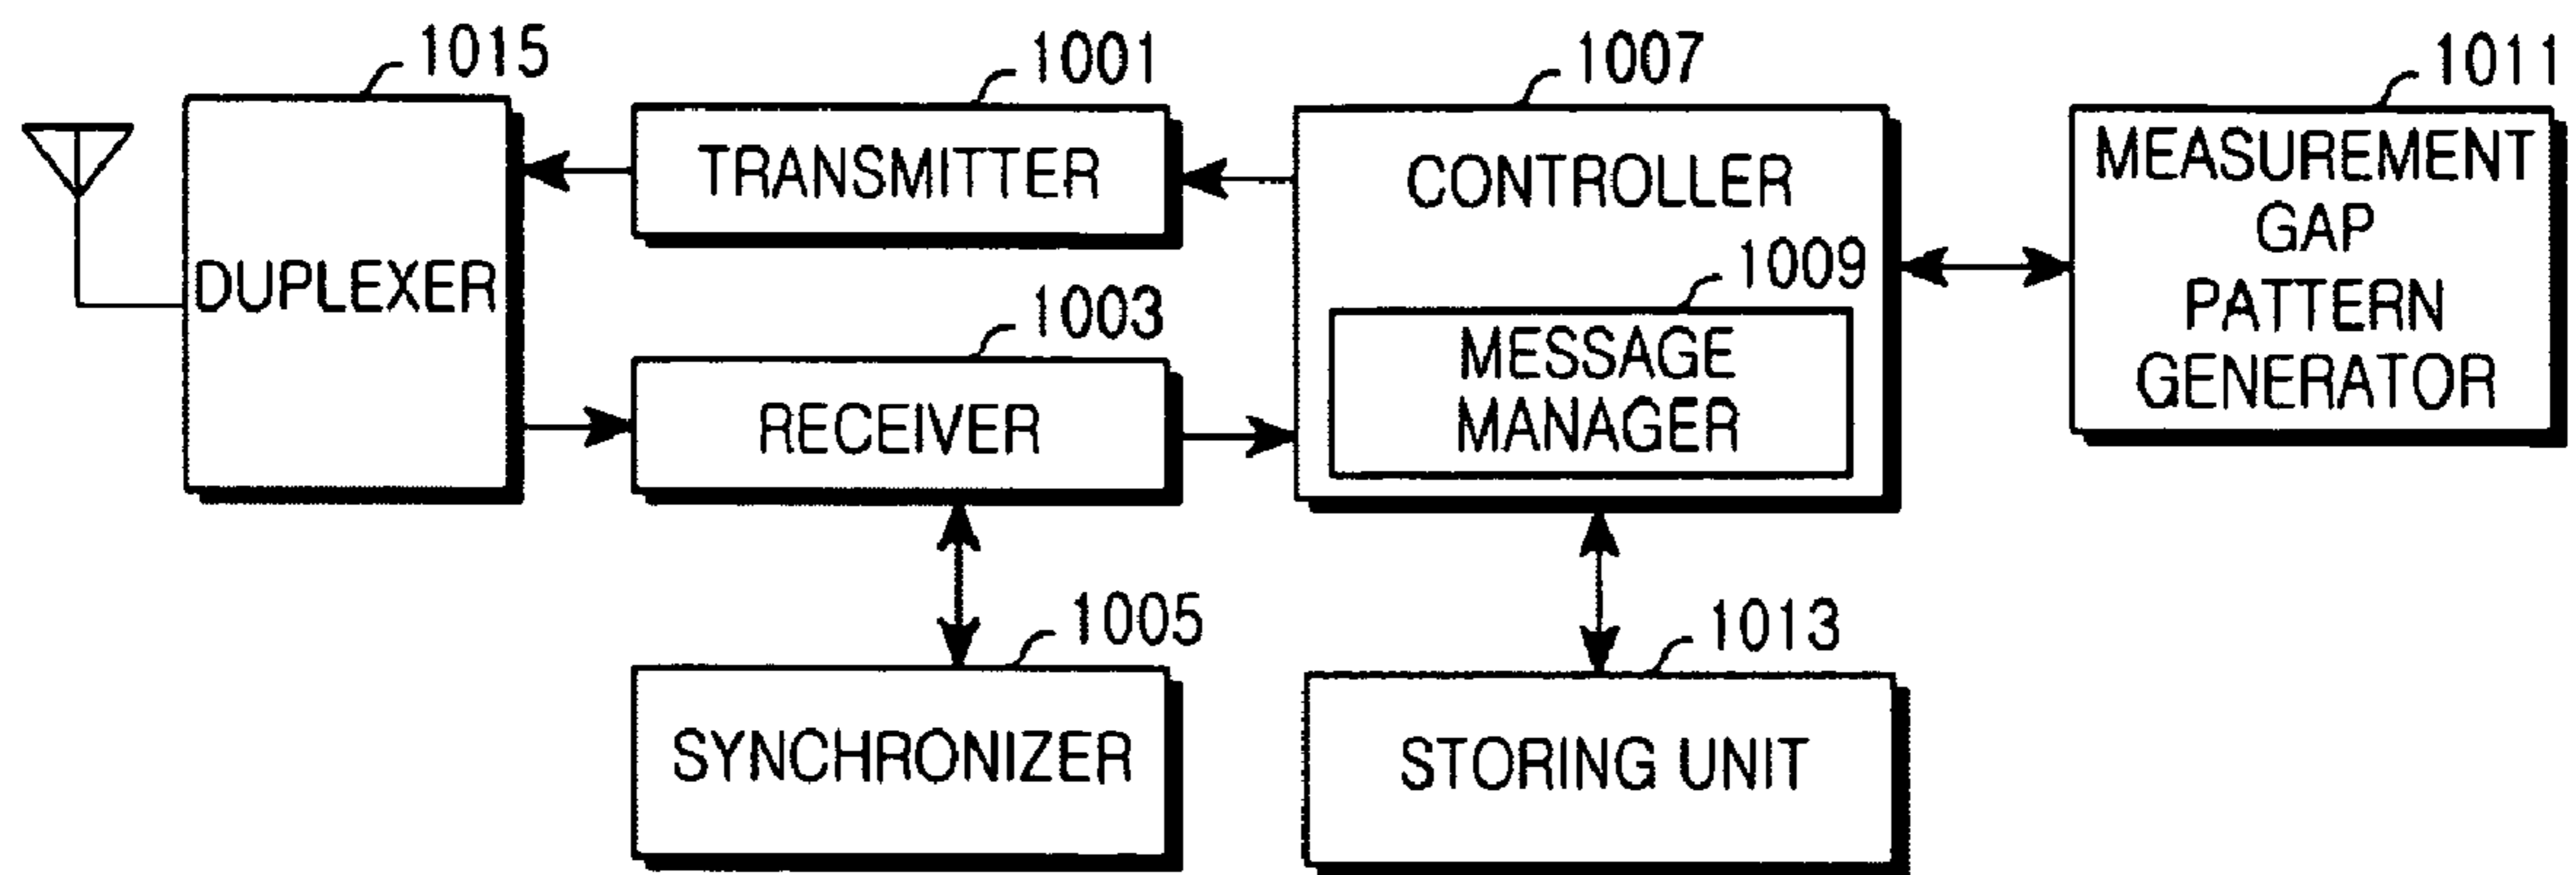 1015
1001
1007
1011
DUPLEXER
TRANSMITTER
CONTROLLER
MEASUREMENT
GAP
PATTERN
GENERATOR
1003
1009
RECEIVER
MESSAGE
MANAGER
1005
1013
SYNCHRONIZER
STORING UNIT